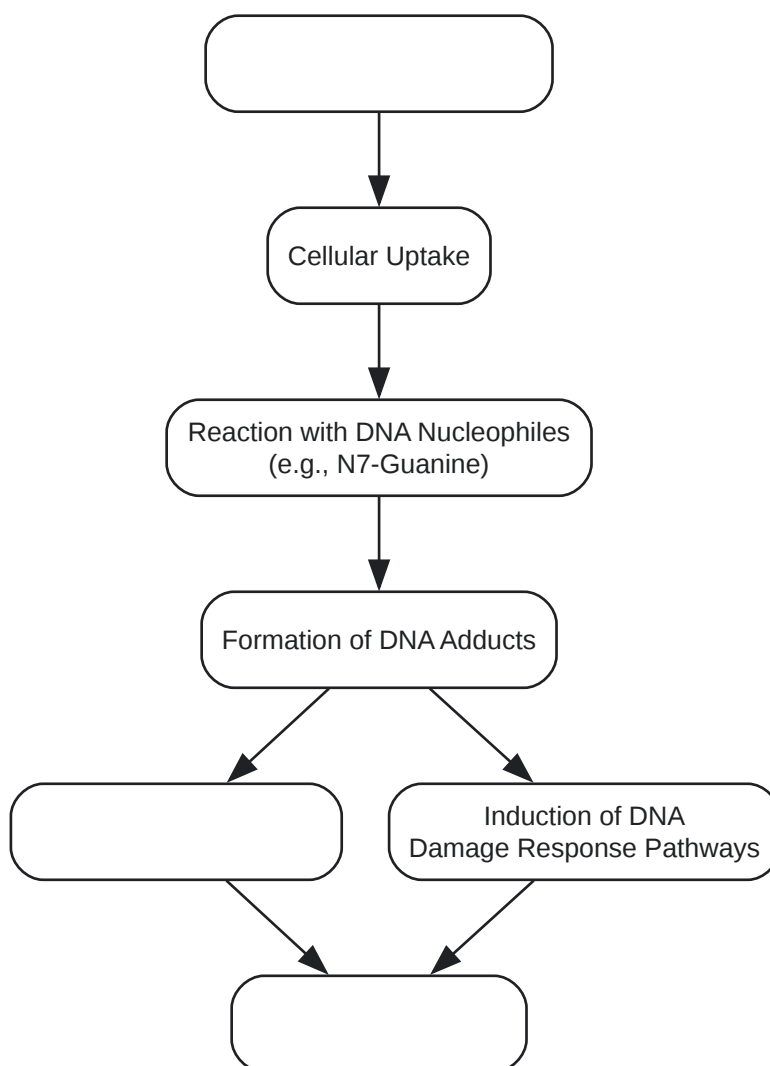 Cellular Uptake
Reaction with DNA Nucleophiles
(e.g., N7-Guanine)
Formation of DNA Adducts
Induction of DNA
Damage Response Pathways